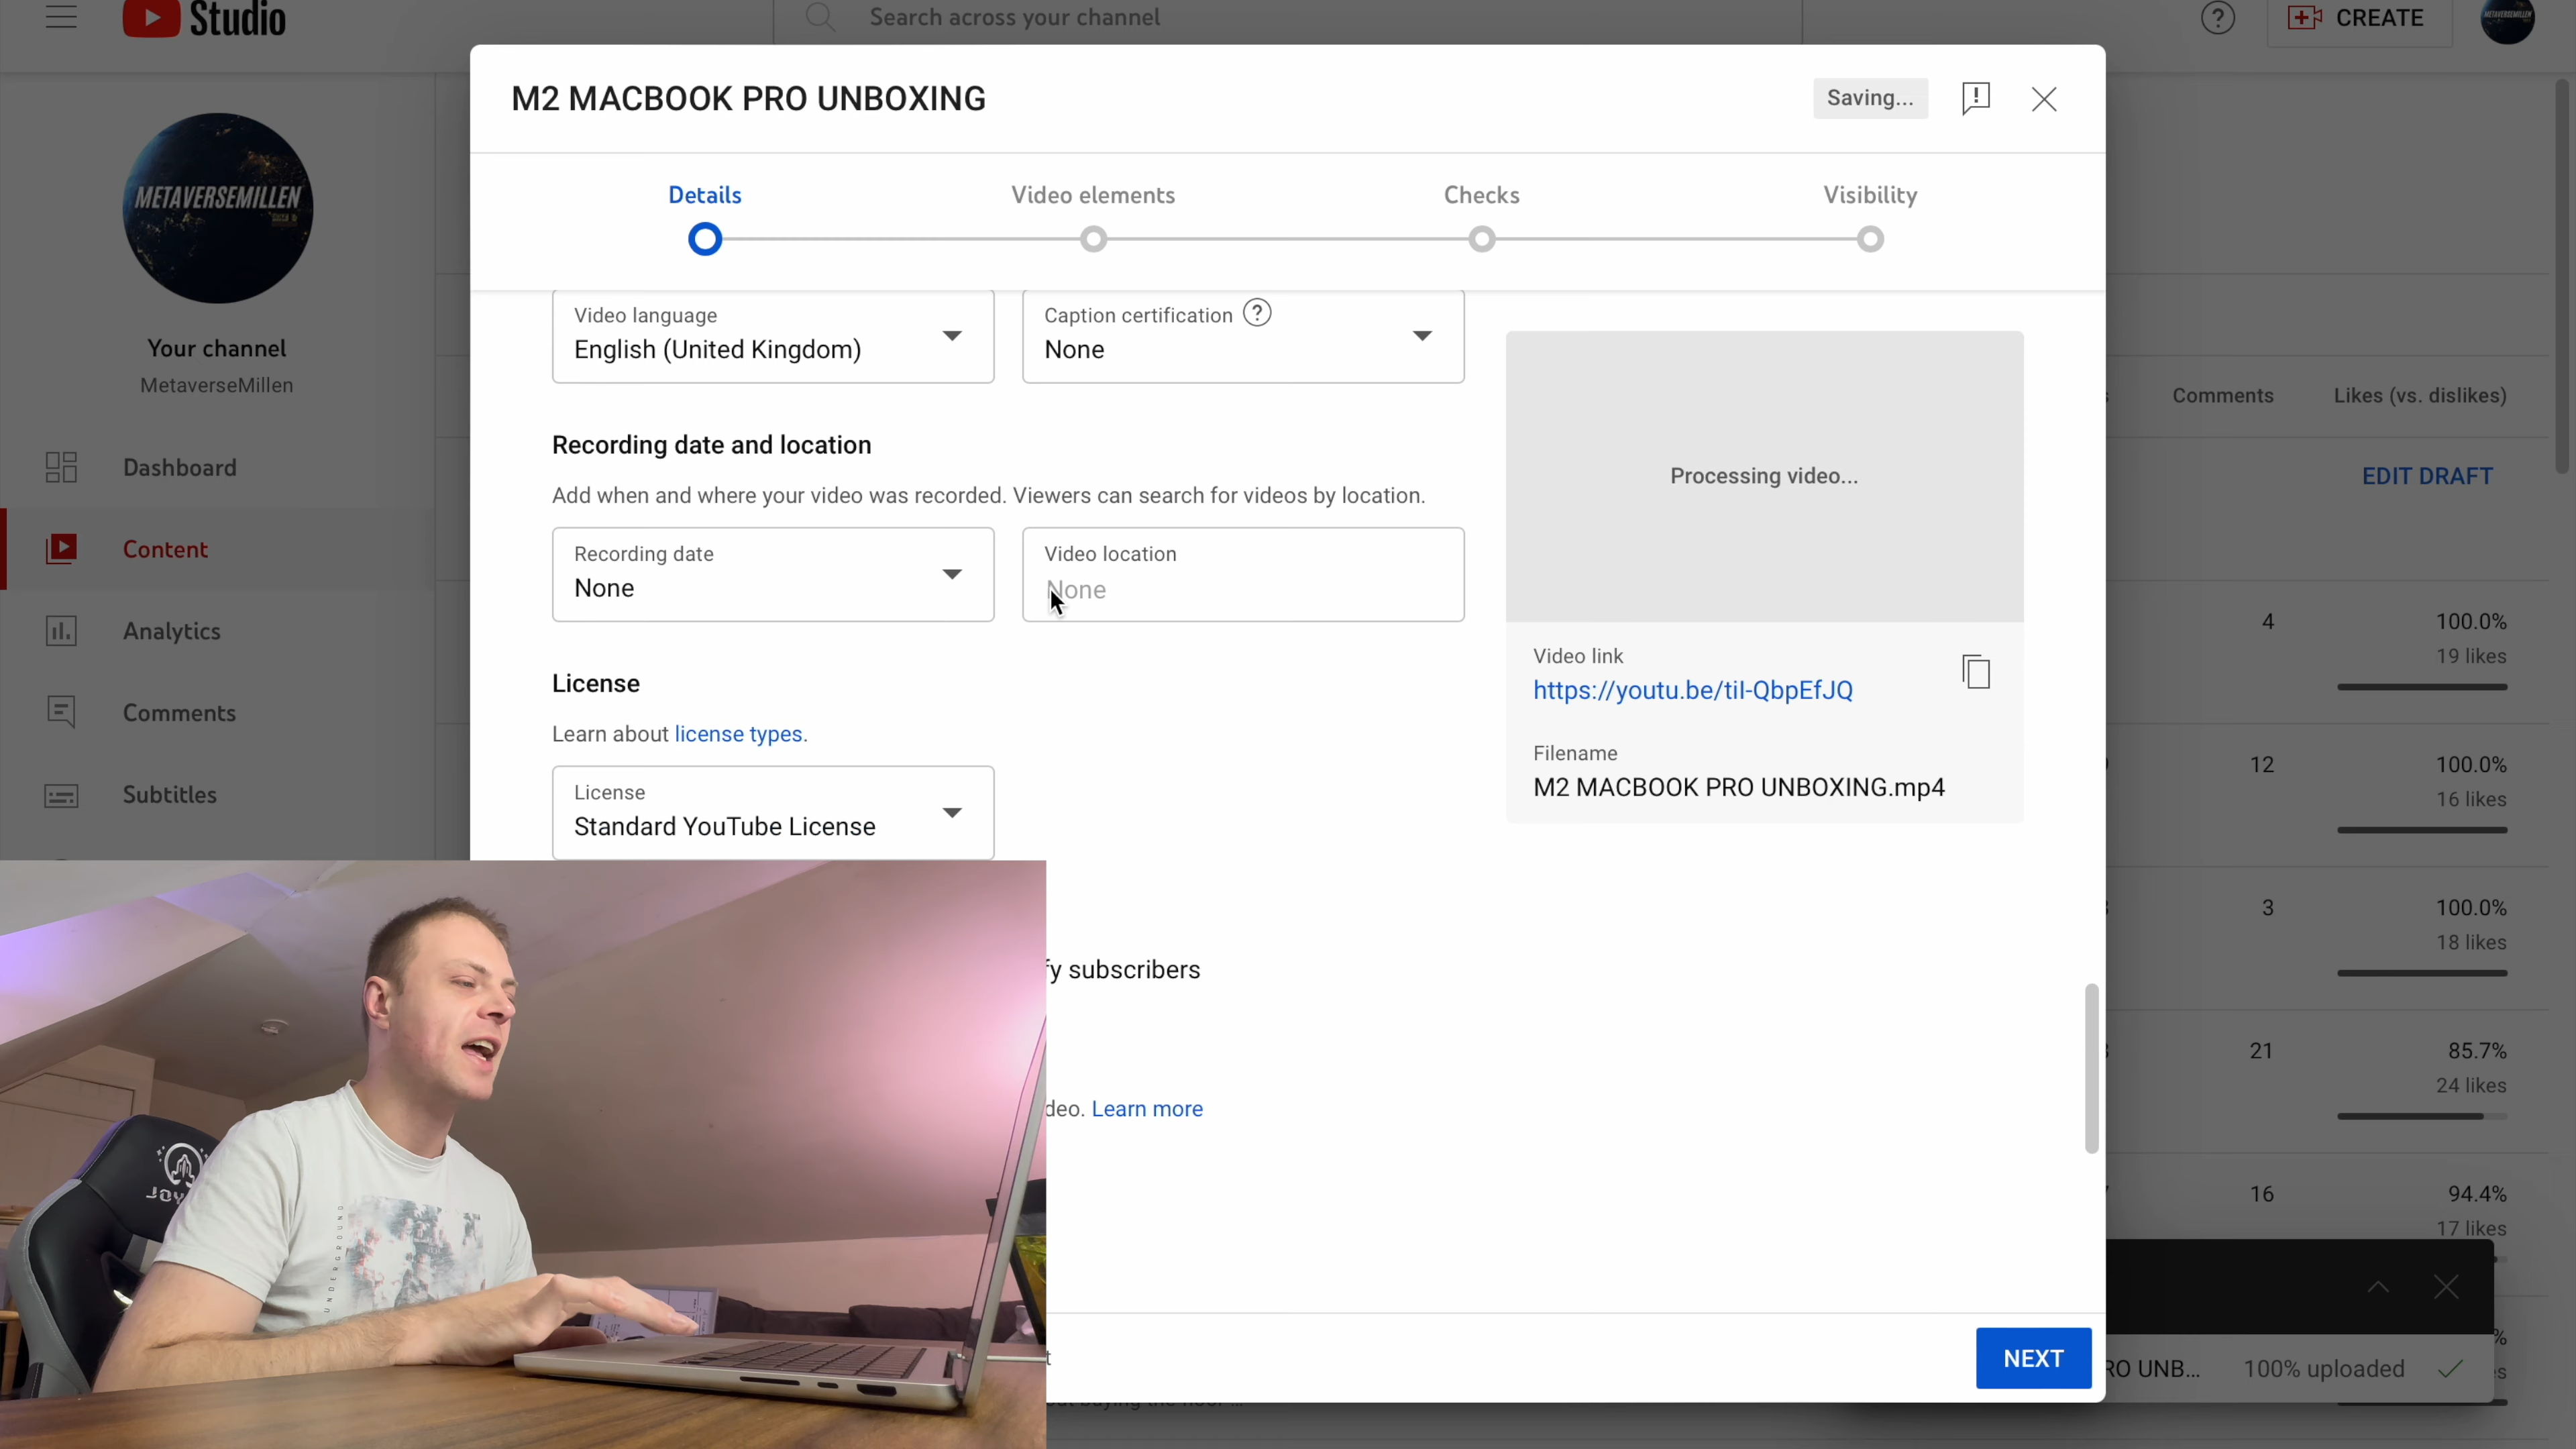 Studio
Search across your channel
CREATE
METAVERSEMILLEN
M2 MACBOOK PRO UNBOXING
Saving...
Details
Video elements
Checks
Visibility
METAVERSEMILLEN
Your channel
MetaverseMillen
Dashboard
Content
Analytics
Comments
Subtitles
Video language
English (United Kingdom)
Caption certification ?
None
Recording date and location
Add when and where your video was recorded. Viewers can search for videos by location.
Recording date
None
Video location
None
License
Learn about license types.
License
Standard YouTube License
fy subscribers
deo. Learn more
Processing video...
Video link
https://youtu.be/til-QbpEfJQ
Filename
M2 MACBOOK PRO UNBOXING.mp4
NEXT
Comments
Likes (vs. dislikes)
EDIT DRAFT
4
100.0%
19 likes
12
100.0%
16 likes
3
100.0%
18 likes
21
85.7%
24 likes
16
94.4%
17 likes
RO UNB...
100% uploaded
UNDERGROUND